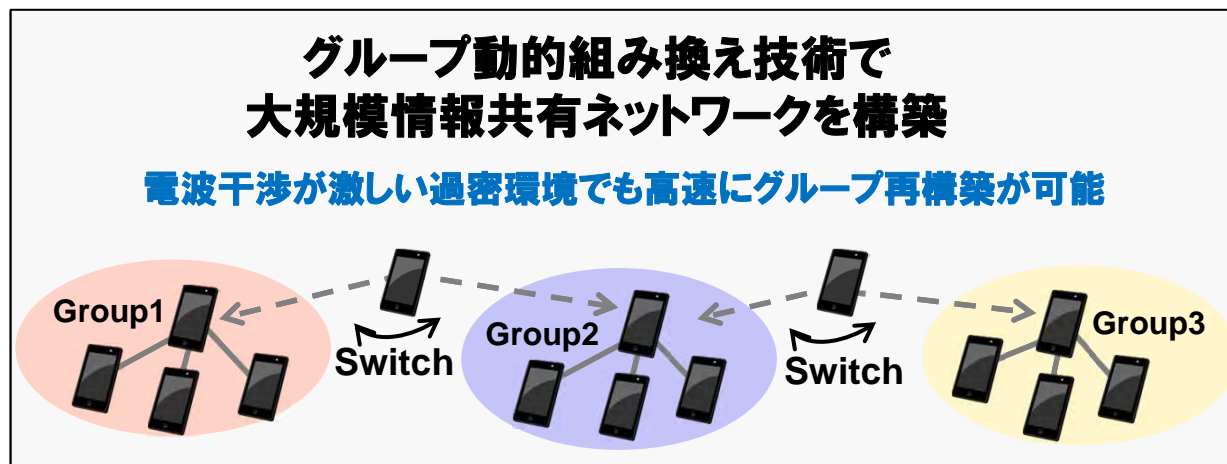 グループ動的組み換え技術で
大規模情報共有ネットワークを構築
電波干渉が激しい過密環境でも高速にグループ再構築が可能
Group1
Switch
Group2
Switch
Group3